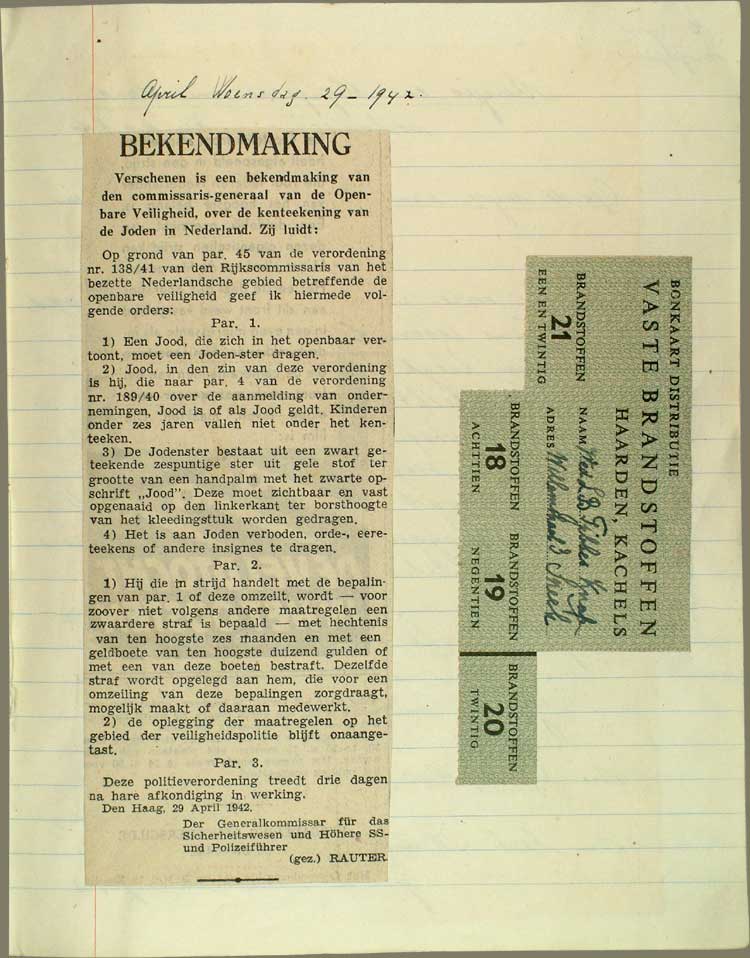 April Woensdag. 29 - 1942.
BEKENDMAKING
Verschenen is een bekendmaking van
den commissaris-generaal van de Open-
bare Veiligheid, over de kenteekening van
de Joden in Nederland. Zij luidt:
Op grond van par. 45 van de verordening
nr. 138/41 van den Rijkscommissaris van het
bezette Nederlandsche gebied betreffende de
openbare veiligheid geef ik hiermede vol-
gende orders:
Par. 1.
1) Een Jood, die zich in het openbaar ver-
toont, moet een Joden-ster dragen.
2) Jood, in den zin van deze verordening
is hij, die naar par. 4 van de verordening
nr. 189/40 over de aanmelding van onder-
nemingen, Jood is of als Jood geldt. Kinderen
onder zes jaren vallen niet onder het ken-
teeken.
3) De Jodenster bestaat uit een zwart ge-
teekende zespuntige ster uit gele stof ter
grootte van een handpalm met het zwarte op-
schrift „Jood”. Deze moet zichtbaar en vast
opgenaaid op den linkerkant ter borsthoogte
van het kleedingsttuk worden gedragen.
4) Het is aan Joden verboden, orde-, eere-
teekens of andere insignes te dragen.
Par. 2.
1) Hij die in strijd handelt met de bepalin-
gen van par. 1 of deze omzeilt, wordt — voor
zoover niet volgens andere maatregelen een
zwaardere straf is bepaald — met hechtenis
van ten hoogste zes maanden en met een
geldboete van ten hoogste duizend gulden of
met een van deze boeten bestraft. Dezelfde
straf wordt opgelegd aan hem, die voor een
omzeiling van deze bepalingen zorgdraagt,
mogelijk maakt of daaraan medewerkt.
2) de oplegging der maatregelen op het
gebied der veiligheidspolitie blijft onaange-
tast.
Par. 3.
Deze politieverordening treedt drie dagen
na hare afkondiging in werking.
Den Haag, 29 April 1942.
Der Generalkommissar für das
Sicherheitswesen und Höhere SS-
und Polizeiführer
(gez.) RAUTER.
BONKAART DISTRIBUTIE
VASTE BRANDSTOFFEN
HAARDEN, KACHELS
NAAM
ADRES
BRANDSTOFFEN
21
EEN EN TWINTIG
BRANDSTOFFEN
18
ACHTTIEN
BRANDSTOFFEN
19
NEGENTIEN
BRANDSTOFFEN
20
TWINTIG